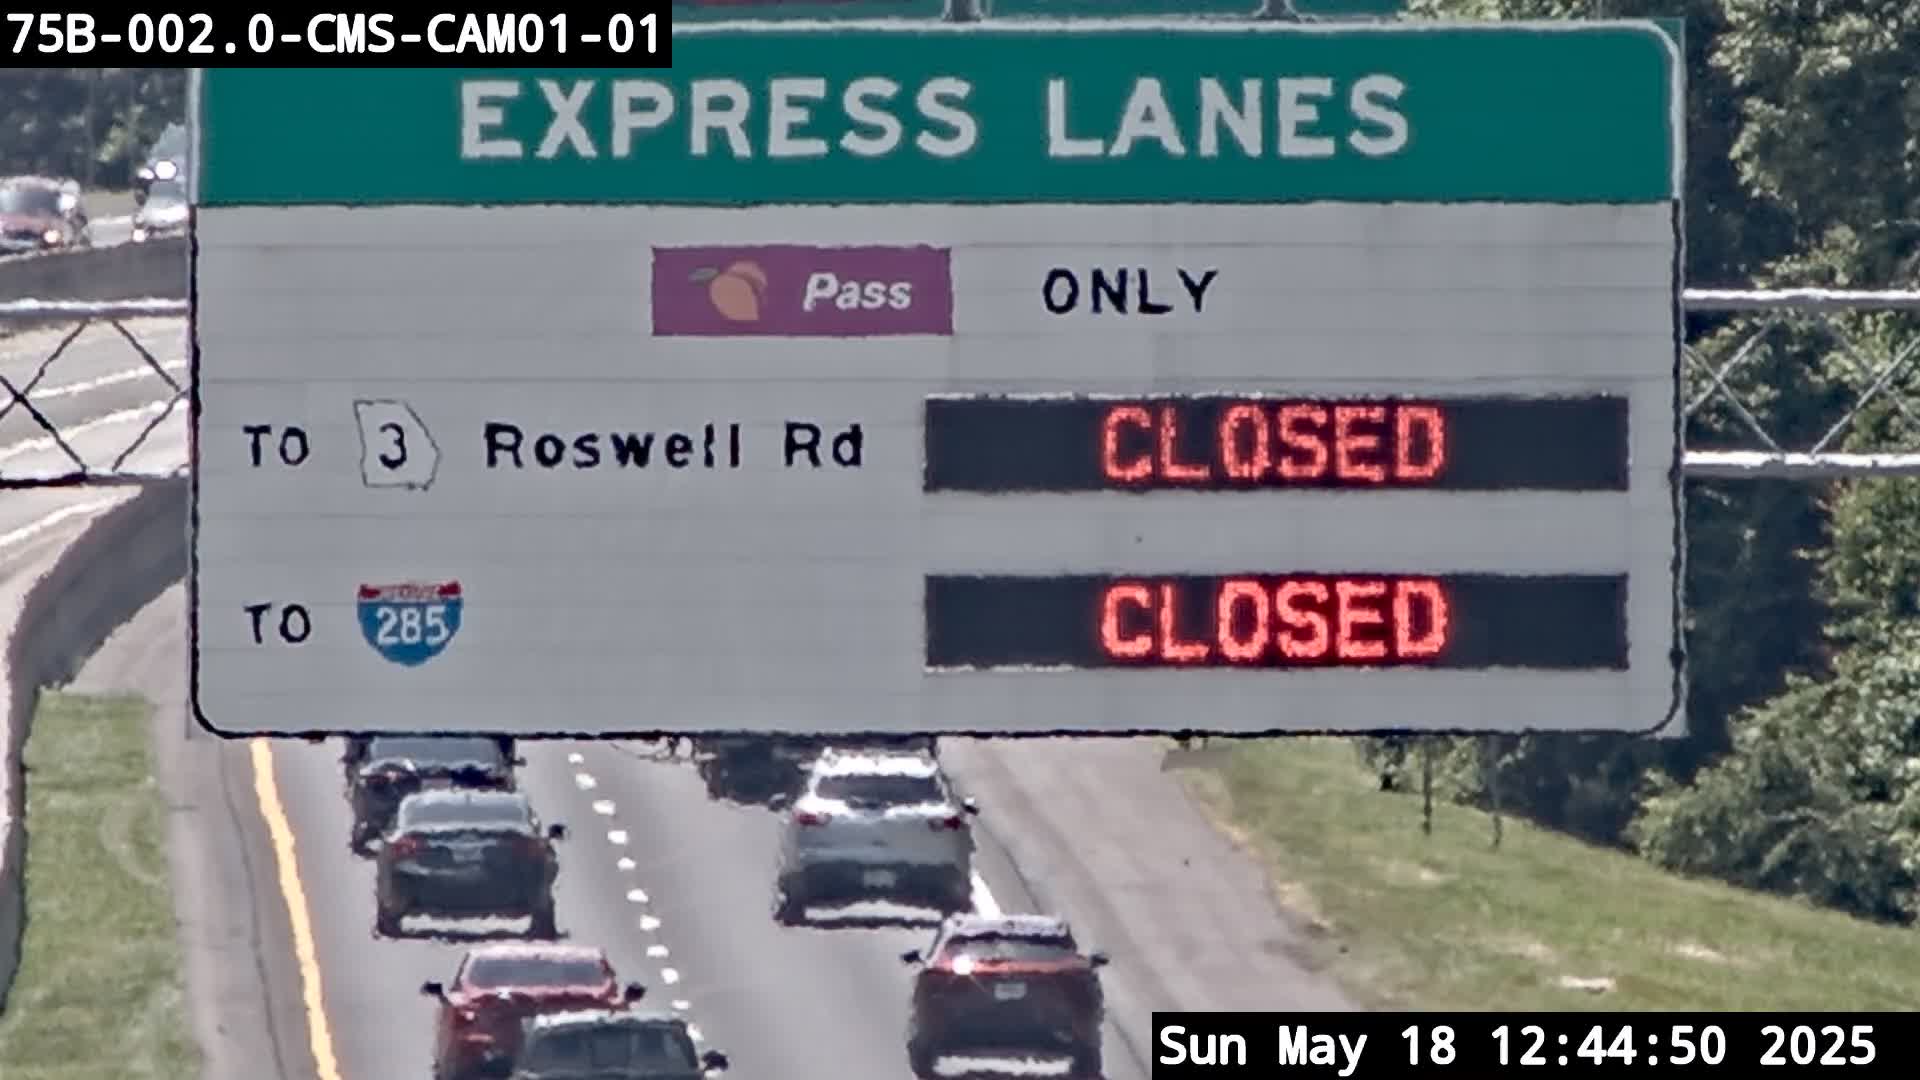 75B-002.0-CMS-CAM01-01
EXPRESS LANES
Pass ONLY
TO 3 Roswell Rd CLOSED
TO 285 CLOSED
Sun May 18 12:44:50 2025